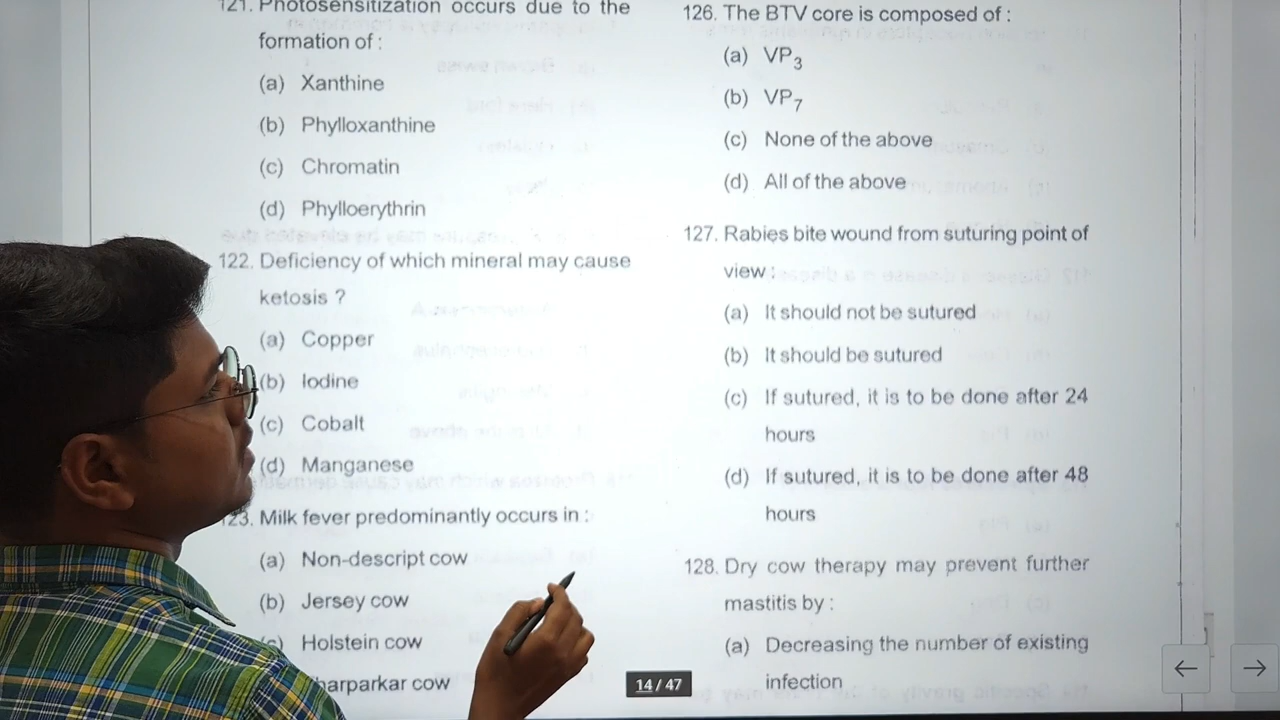 121. Photosensitization occurs due to the
formation of :
(a) Xanthine
(b) Phylloxanthine
(c) Chromatin
(d) Phylloerythrin
122. Deficiency of which mineral may cause
ketosis ?
(a) Copper
(b) Iodine
(c) Cobalt
(d) Manganese
123. Milk fever predominantly occurs in :
(a) Non-descript cow
(b) Jersey cow
(c) Holstein cow
harparkar cow
126. The BTV core is composed of :
(a) VP3
(b) VP7
(c) None of the above
(d) All of the above
127. Rabies bite wound from suturing point of
view :
(a) It should not be sutured
(b) It should be sutured
(c) If sutured, it is to be done after 24
hours
(d) If sutured, it is to be done after 48
hours
128. Dry cow therapy may prevent further
mastitis by :
(a) Decreasing the number of existing
infection
14 / 47